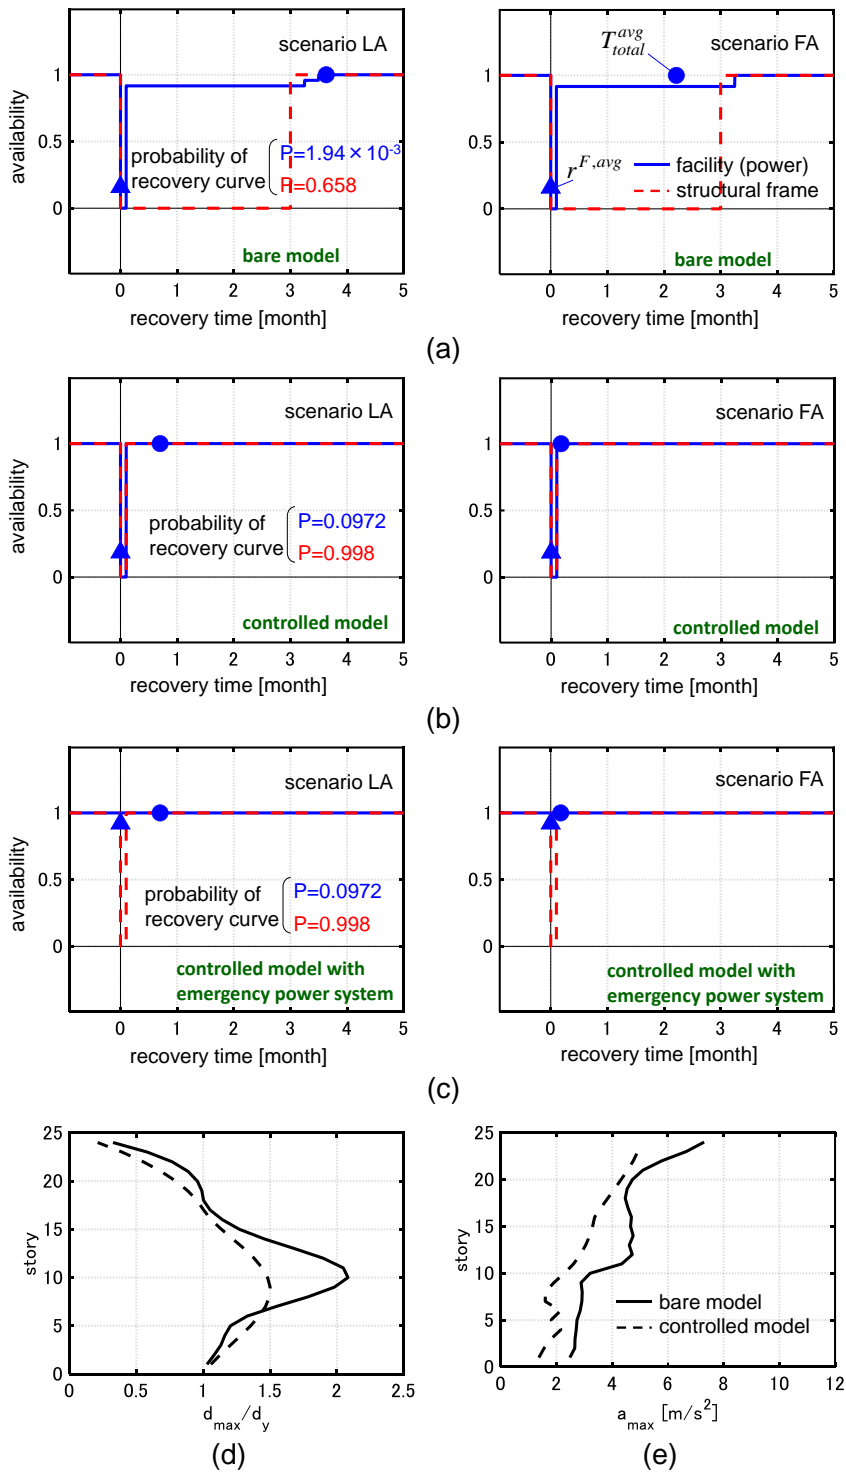 scenario LA
1
0.5
0
availability
probability of
recovery curve
P=1.94×10-3
P=0.658
bare model
0 1 2 3 4 5
recovery time [month]
T total avg
scenario FA
1
0.5
0
r F,avg
facility (power)
structural frame
bare model
0 1 2 3 4 5
recovery time [month]
(a)
scenario LA
1
0.5
0
availability
probability of
recovery curve
P=0.0972
P=0.998
controlled model
0 1 2 3 4 5
recovery time [month]
scenario FA
1
0.5
0
controlled model
0 1 2 3 4 5
recovery time [month]
(b)
scenario LA
1
0.5
0
availability
probability of
recovery curve
P=0.0972
P=0.998
controlled model with
emergency power system
0 1 2 3 4 5
recovery time [month]
scenario FA
1
0.5
0
controlled model with
emergency power system
0 1 2 3 4 5
recovery time [month]
(c)
25
20
15
10
5
0
story
0 0.5 1 1.5 2 2.5
d max/d y
(d)
25
20
15
10
5
0
story
bare model
controlled model
0 2 4 6 8 10 12
a max [m/s2]
(e)